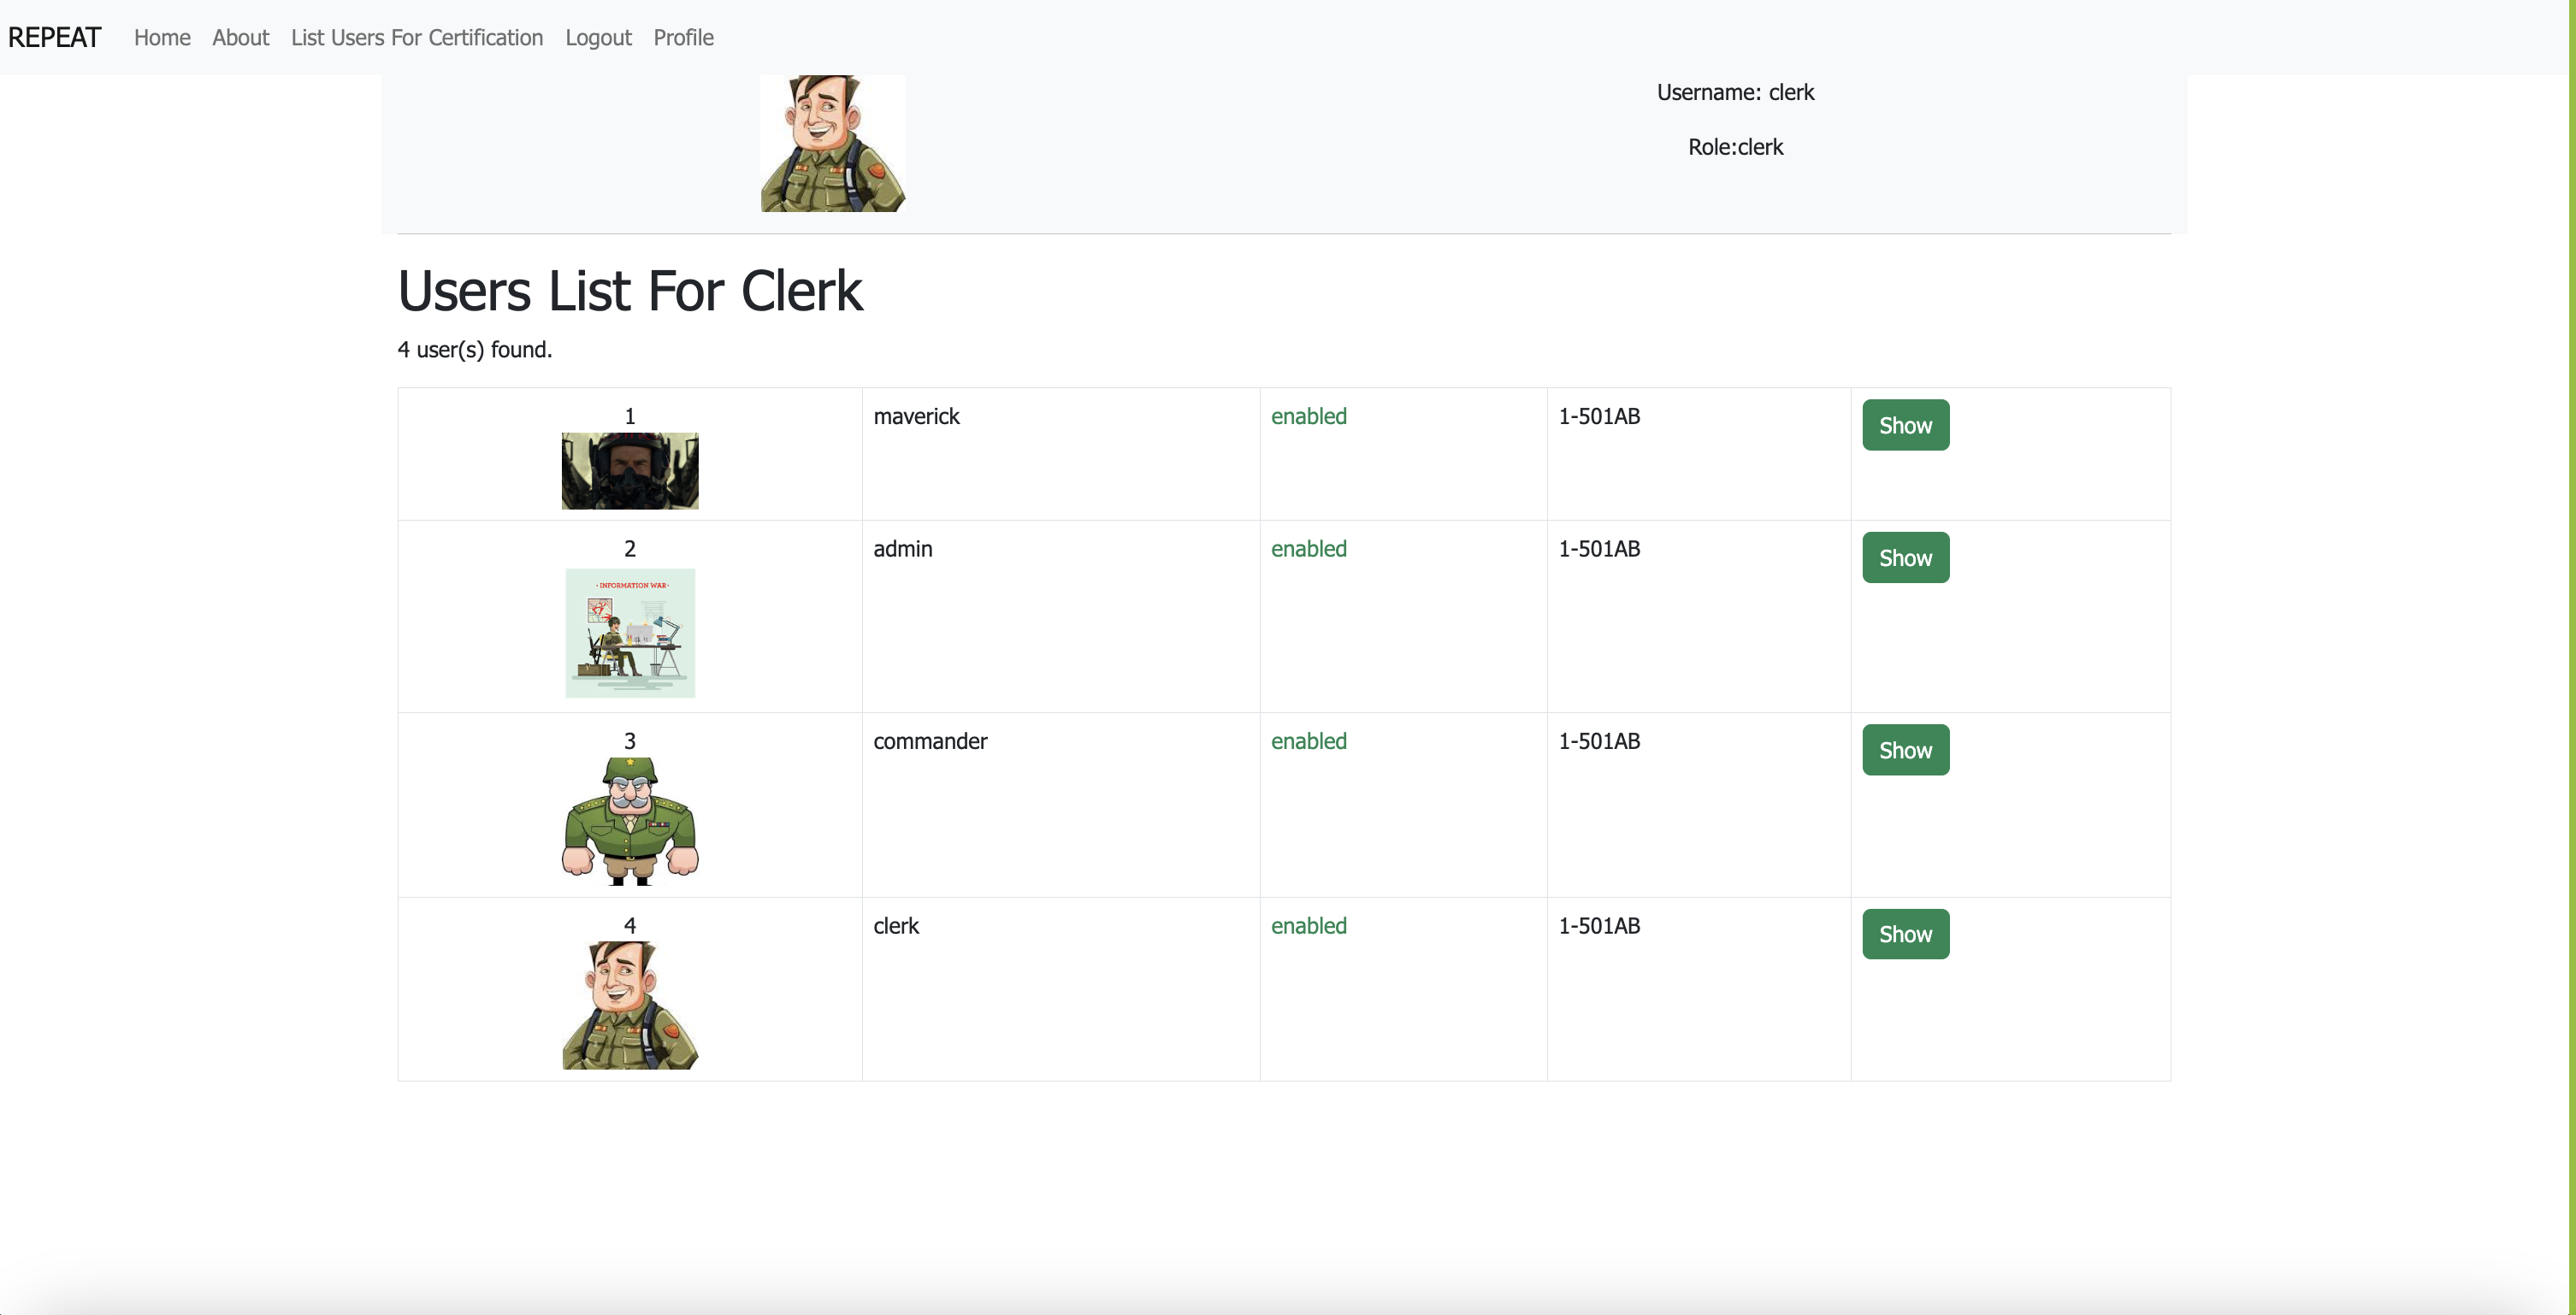 REPEAT Home About List Users For Certification Logout Profile
Username: clerk
Role:clerk
Users List For Clerk
4 user(s) found.
1 maverick enabled 1-501AB Show
2 admin enabled 1-501AB Show
• INFORMATION WAR •
3 commander enabled 1-501AB Show
4 clerk enabled 1-501AB Show